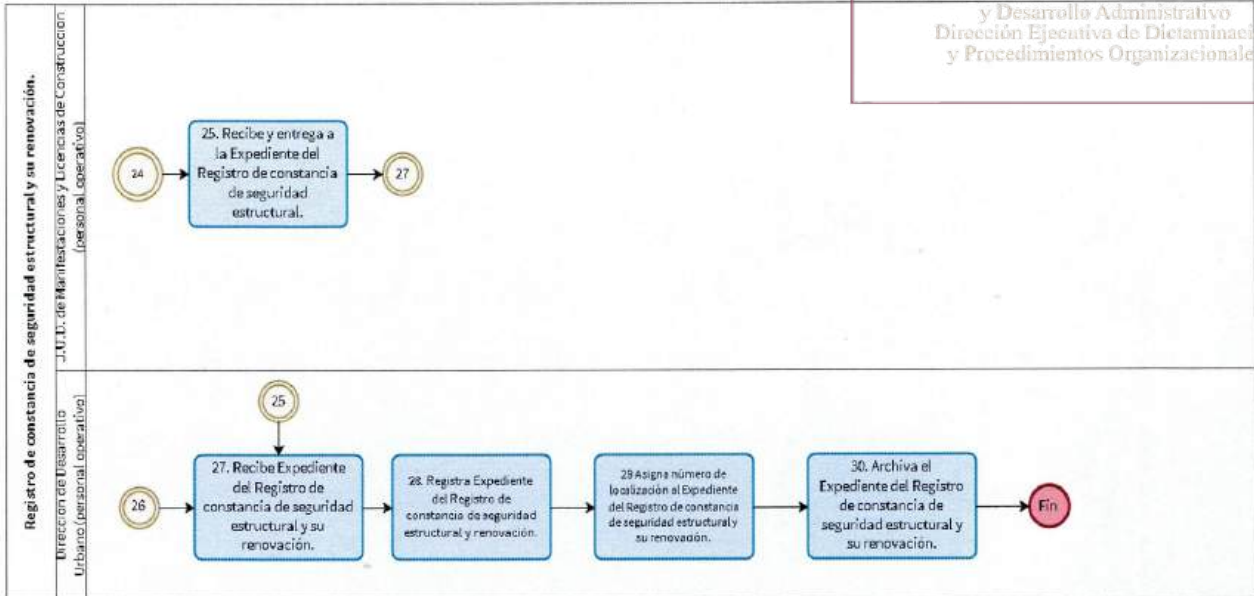 y Desarrollo Administrativo
Dirección Ejecutiva de Dictaminaci
y Procedimientos Organizacionale
Registro de constancia de seguridad estructural y su renovación.
J.U.D. de Manifestaciones y Licencias de Construcción
(personal operativo)
24
25. Recibe y entrega a
la Expediente del
Registro de constancia
de seguridad
estructural.
27
Dirección de Desarrollo
Urbano (personal operativo)
25
26
27. Recibe Expediente
del Registro de
constancia de seguridad
estructural y su
renovación.
28. Registra Expediente
del Registro de
constancia de seguridad
estructural y renovación.
29 Asigna número de
localización al Expediente
del Registro de constancia
de seguridad estructural y
su renovación.
30. Archiva el
Expediente del Registro
de constancia de
seguridad estructural y
su renovación.
Fin